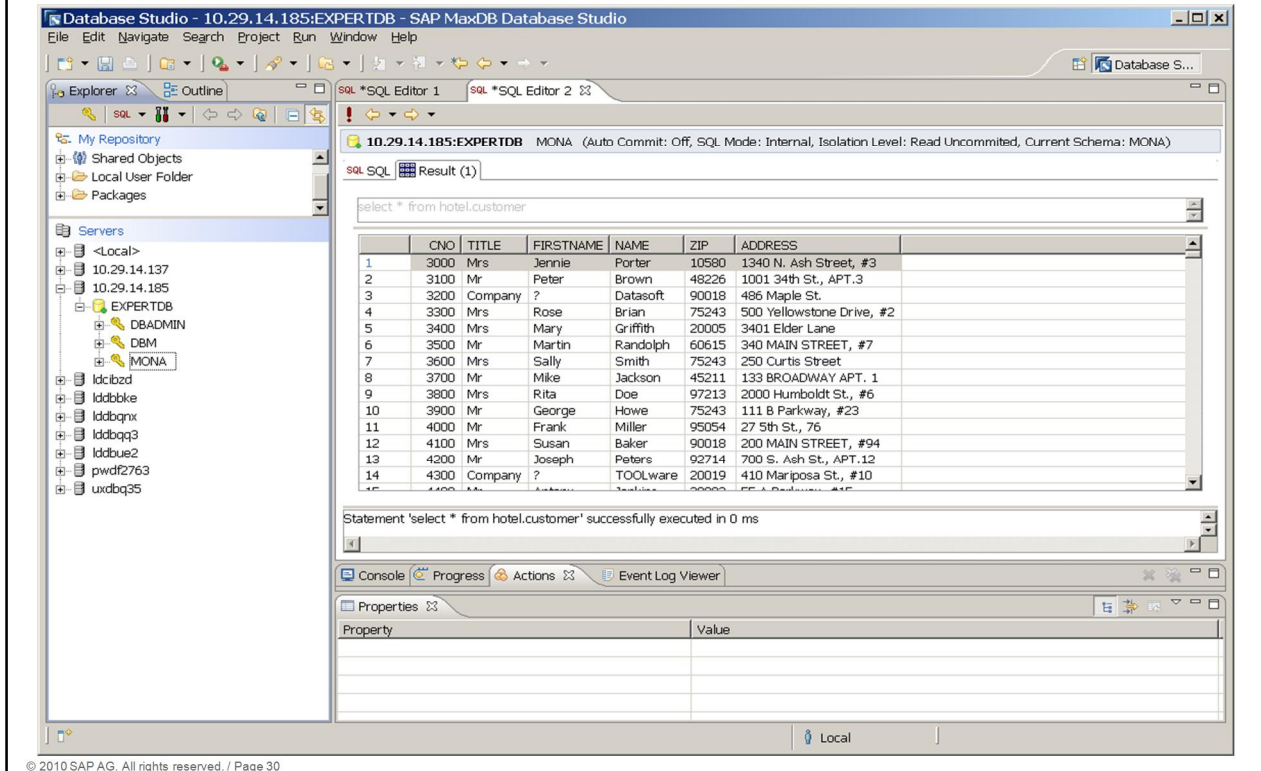 Database Studio - 10.29.14.185:EXPERTDB - SAP MaxDB Database Studio
File Edit Navigate Search Project Run Window Help
Database S...
Explorer Outline
SQL *SQL Editor 1 SQL *SQL Editor 2
SQL
My Repository
Shared Objects
Local User Folder
Packages
Servers
<Local>
10.29.14.137
10.29.14.185
EXPERTDB
DBADMIN
DBM
MONA
ldcibzd
lddbbke
lddbqnx
lddbqq3
lddbue2
pwdf2763
uxdbq35
10.29.14.185:EXPERTDB MONA (Auto Commit: Off, SQL Mode: Internal, Isolation Level: Read Uncommited, Current Schema: MONA)
SQL SQL Result (1)
select * from hotel.customer
CNO TITLE FIRSTNAME NAME ZIP ADDRESS
1 3000 Mrs Jennie Porter 10580 1340 N. Ash Street, #3
2 3100 Mr Peter Brown 48226 1001 34th St., APT.3
3 3200 Company ? Datasoft 90018 486 Maple St.
4 3300 Mrs Rose Brian 75243 500 Yellowstone Drive, #2
5 3400 Mrs Mary Griffith 20005 3401 Elder Lane
6 3500 Mr Martin Randolph 60615 340 MAIN STREET, #7
7 3600 Mrs Sally Smith 75243 250 Curtis Street
8 3700 Mr Mike Jackson 45211 133 BROADWAY APT. 1
9 3800 Mrs Rita Doe 97213 2000 Humboldt St., #6
10 3900 Mr George Howe 75243 111 B Parkway, #23
11 4000 Mr Frank Miller 95054 27 5th St., 76
12 4100 Mrs Susan Baker 90018 200 MAIN STREET, #94
13 4200 Mr Joseph Peters 92714 700 S. Ash St., APT.12
14 4300 Company ? TOOLware 20019 410 Mariposa St., #10
Statement 'select * from hotel.customer' successfully executed in 0 ms
Console Progress Actions Event Log Viewer
Properties
Property Value
Local
© 2010 SAP AG. All rights reserved. / Page 30